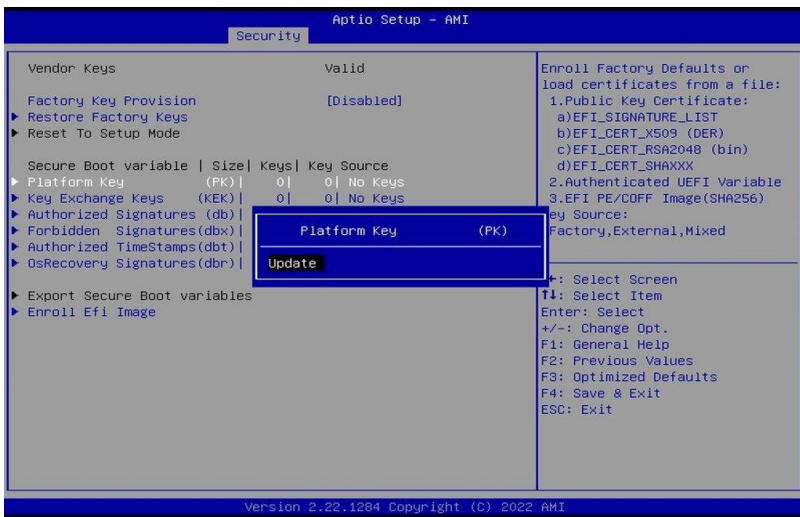 Aptio Setup - AMI
Security
Vendor Keys Valid
Factory Key Provision [Disabled]
Restore Factory Keys
Reset To Setup Mode
Secure Boot variable | Size| Keys| Key Source
Platform Key (PK)| 0| 0| No Keys
Key Exchange Keys (KEK)| 0| 0| No Keys
Authorized Signatures (db)|
Forbidden Signatures(dbx)|
Authorized TimeStamps(dbt)|
OsRecovery Signatures(dbr)|
Export Secure Boot variables
Enroll Efi Image
Platform Key (PK)
Update
Enroll Factory Defaults or
load certificates from a file:
1.Public Key Certificate:
a)EFI_SIGNATURE_LIST
b)EFI_CERT_X509 (DER)
c)EFI_CERT_RSA2048 (bin)
d)EFI_CERT_SHAXXX
2.Authenticated UEFI Variable
3.EFI PE/COFF Image(SHA256)
ey Source:
Factory,External,Mixed
←: Select Screen
↑↓: Select Item
Enter: Select
+/-: Change Opt.
F1: General Help
F2: Previous Values
F3: Optimized Defaults
F4: Save & Exit
ESC: Exit
Version 2.22.1284 Copyright (C) 2022 AMI